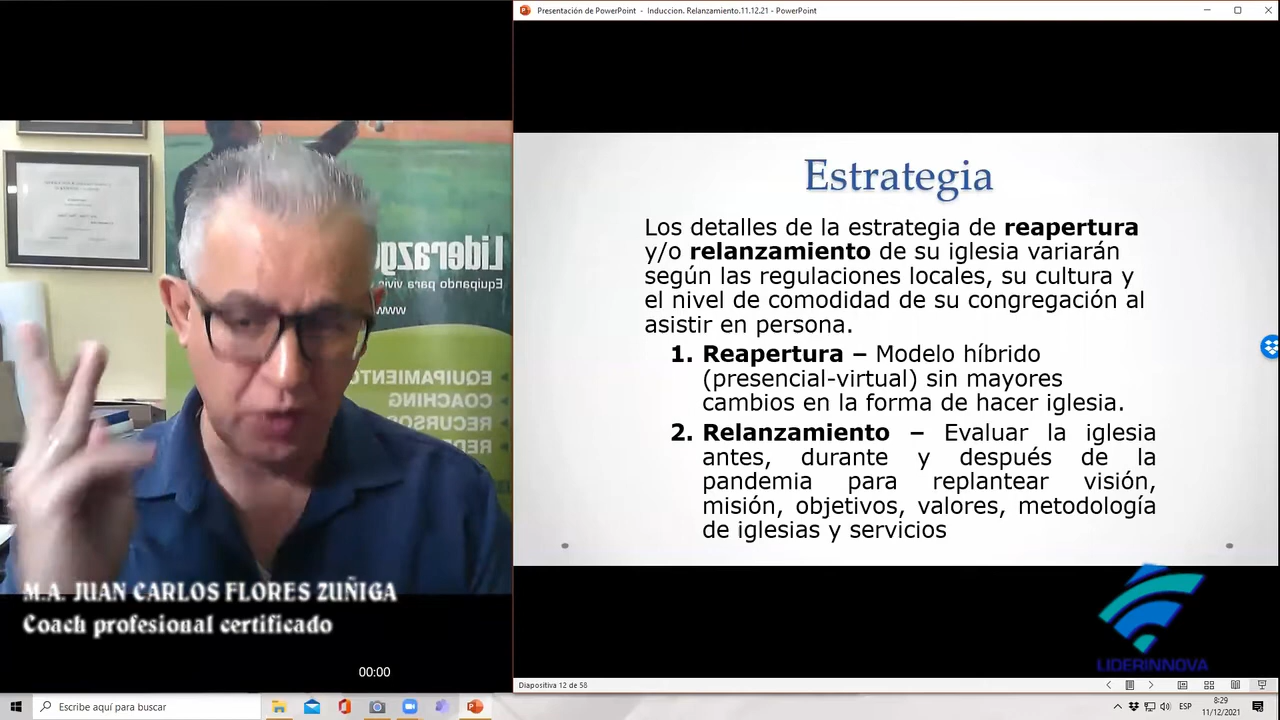 Presentación de PowerPoint - Induccion. Relanzamiento.11.12.21 - PowerPoint
Estrategia
Los detalles de la estrategia de reapertura
y/o relanzamiento de su iglesia variarán
según las regulaciones locales, su cultura y
el nivel de comodidad de su congregación al
asistir en persona.
1. Reapertura – Modelo híbrido
(presencial-virtual) sin mayores
cambios en la forma de hacer iglesia.
2. Relanzamiento – Evaluar la iglesia
antes, durante y después de la
pandemia para replantear visión,
misión, objetivos, valores, metodología
de iglesias y servicios
Liderazgo
Equipando para vivir
www
EQUIPAMIENTO
COACHING
RECURSOS
M.A. JUAN CARLOS FLORES ZUÑIGA
Coach profesional certificado
00:00
LIDERINNOVA
Diapositiva 12 de 58
Escribe aquí para buscar
ESP
8:29
11/12/2021